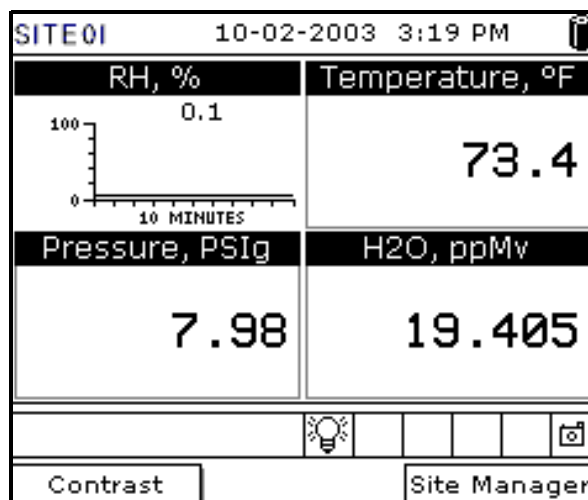 SITE01 10-02-2003 3:19 PM
RH, % Temperature, ºF
0.1
100
73.4
0
10 MINUTES
Pressure, PSIg H2O, ppMv
7.98 19.405
Contrast Site Manager